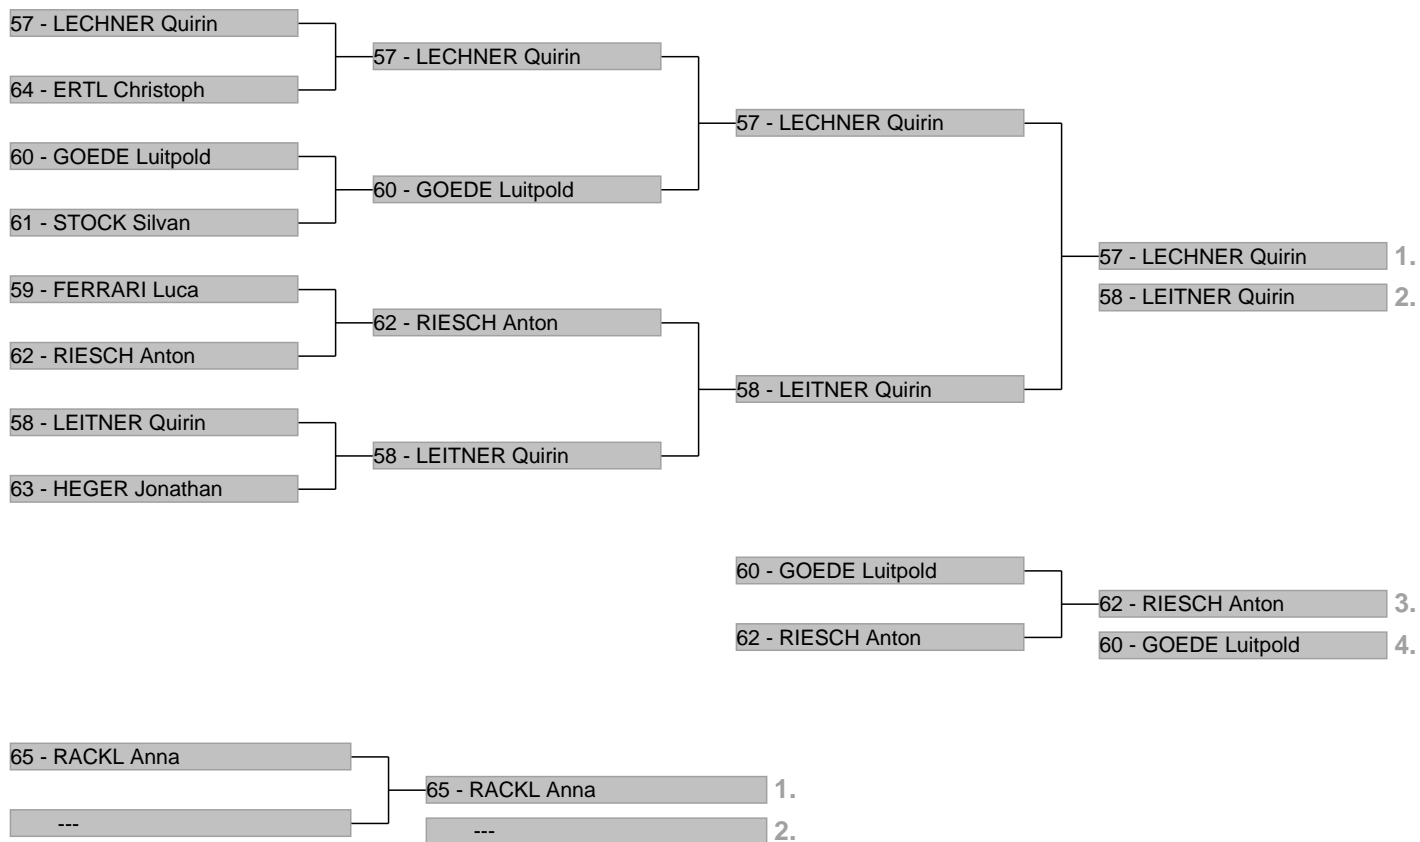 57 - LECHNER Quirin
64 - ERTL Christoph
60 - GOEDE Luitpold
61 - STOCK Silvan
59 - FERRARI Luca
62 - RIESCH Anton
58 - LEITNER Quirin
63 - HEGER Jonathan
57 - LECHNER Quirin
60 - GOEDE Luitpold
62 - RIESCH Anton
58 - LEITNER Quirin
57 - LECHNER Quirin
58 - LEITNER Quirin
57 - LECHNER Quirin 1.
58 - LEITNER Quirin 2.
60 - GOEDE Luitpold
62 - RIESCH Anton
62 - RIESCH Anton 3.
60 - GOEDE Luitpold 4.
65 - RACKL Anna
---
65 - RACKL Anna 1.
--- 2.